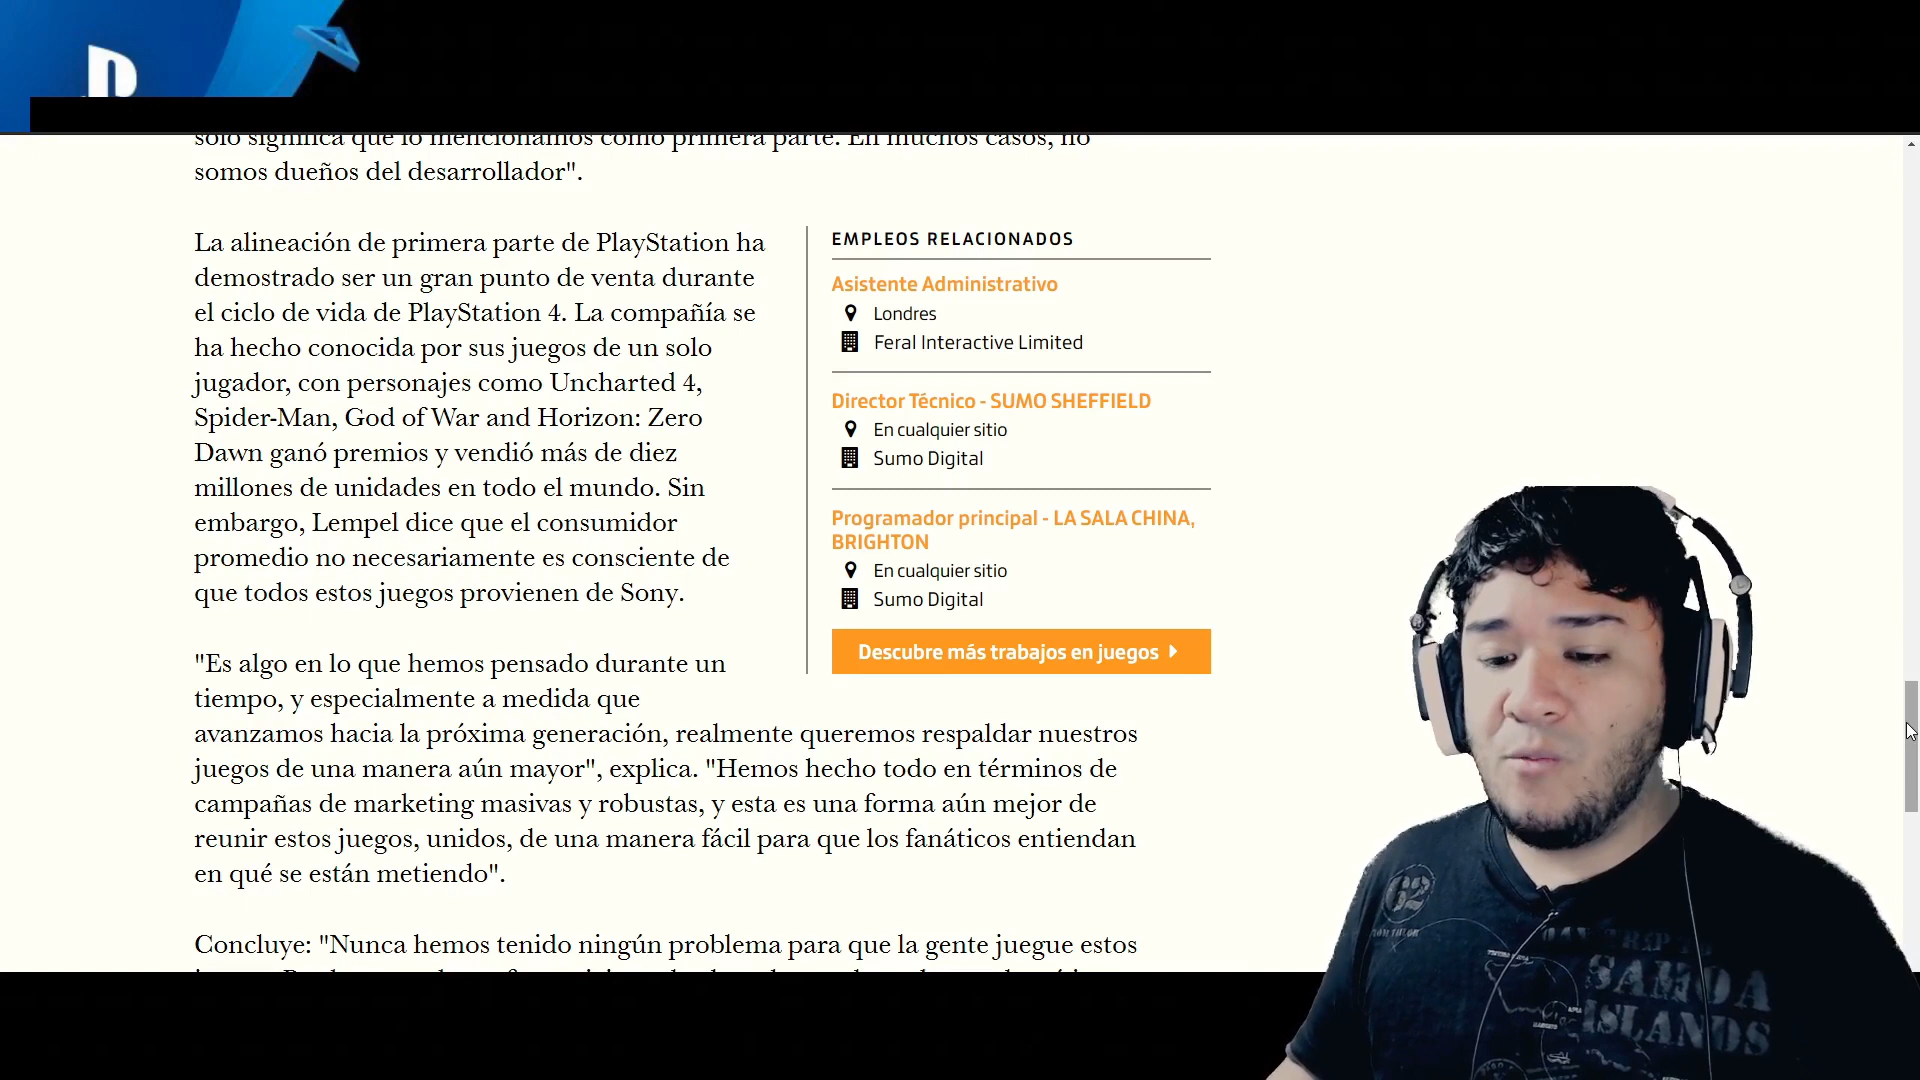 solo significa que lo mencionamos como primera parte. En muchos casos, no
somos dueños del desarrollador".
La alineación de primera parte de PlayStation ha
demostrado ser un gran punto de venta durante
el ciclo de vida de PlayStation 4. La compañía se
ha hecho conocida por sus juegos de un solo
jugador, con personajes como Uncharted 4,
Spider-Man, God of War and Horizon: Zero
Dawn ganó premios y vendió más de diez
millones de unidades en todo el mundo. Sin
embargo, Lempel dice que el consumidor
promedio no necesariamente es consciente de
que todos estos juegos provienen de Sony.
"Es algo en lo que hemos pensado durante un
tiempo, y especialmente a medida que
avanzamos hacia la próxima generación, realmente queremos respaldar nuestros
juegos de una manera aún mayor", explica. "Hemos hecho todo en términos de
campañas de marketing masivas y robustas, y esta es una forma aún mejor de
reunir estos juegos, unidos, de una manera fácil para que los fanáticos entiendan
en qué se están metiendo".
Concluye: "Nunca hemos tenido ningún problema para que la gente juegue estos
EMPLEOS RELACIONADOS
Asistente Administrativo
Londres
Feral Interactive Limited
Director Técnico - SUMO SHEFFIELD
En cualquier sitio
Sumo Digital
Programador principal - LA SALA CHINA,
BRIGHTON
En cualquier sitio
Sumo Digital
Descubre más trabajos en juegos
62
TOM TAILOR
DAY TRIP TO
SAMOA
ISLANDS